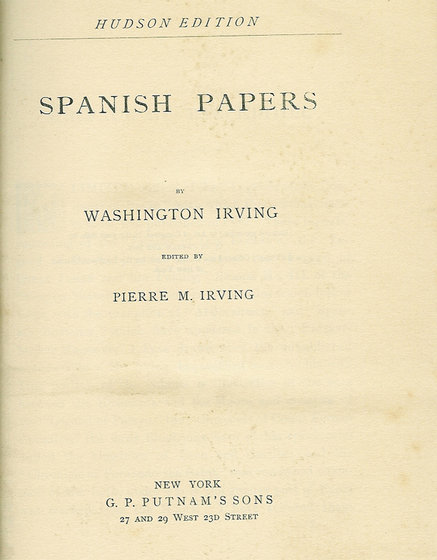 HUDSON EDITION
SPANISH PAPERS
BY
WASHINGTON IRVING
EDITED BY
PIERRE M. IRVING
NEW YORK
G. P. PUTNAM'S SONS
27 AND 29 WEST 23D STREET